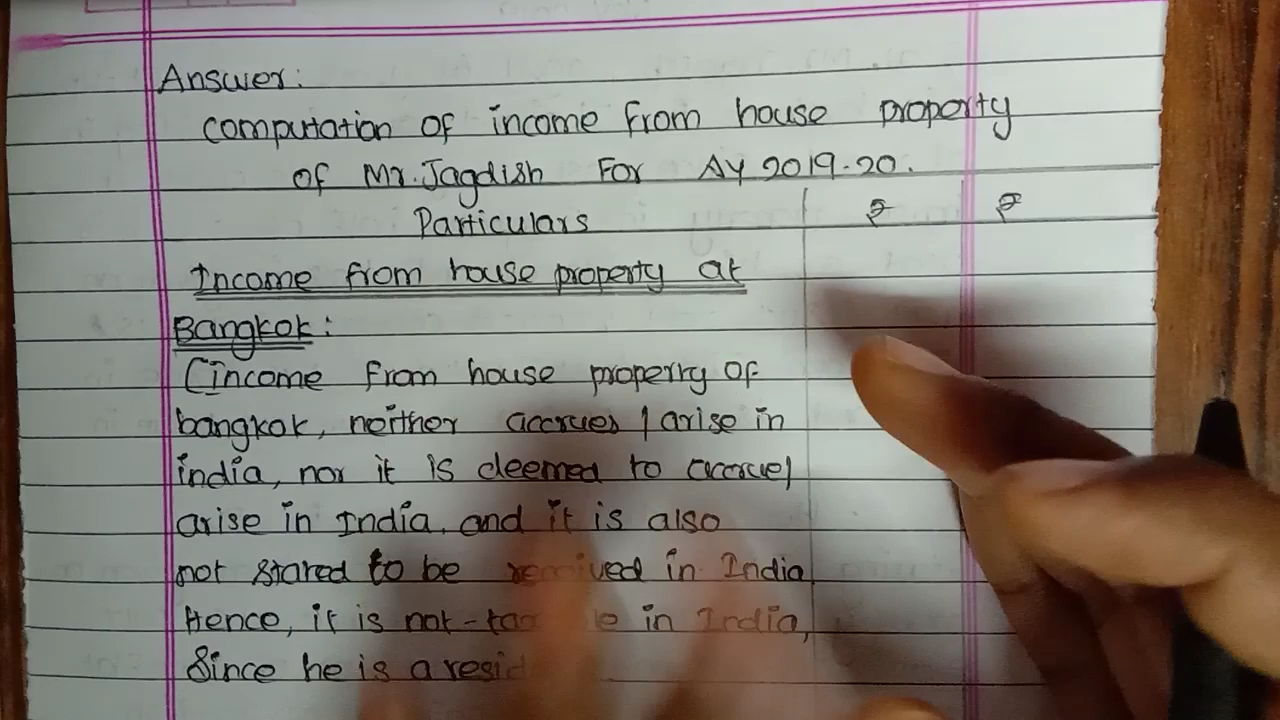 Answer:
computation of income from house property
of Mr. Jagdish For AY 2019-20.
Particulars ₹ ₹
Income from house property at
Bangkok:
(income from house property of
bangkok, neither accrues / arise in
india, nor it is deemed to accrue/
arise in India, and it is also
not stared to be received in India
Hence, it is not-taxable in India,
Since he is a